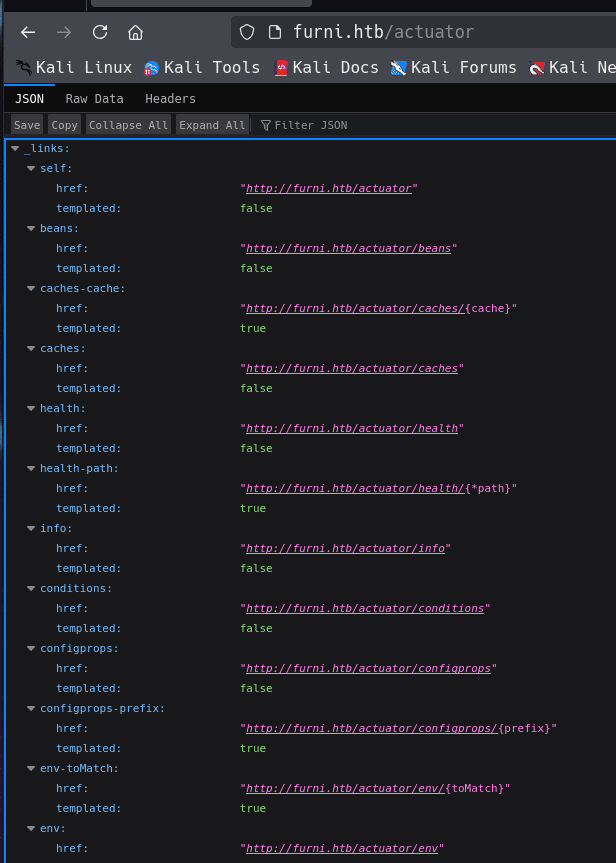 furni.htb/actuator
Kali Linux Kali Tools Kali Docs Kali Forums Kali Ne
JSON Raw Data Headers
Save Copy Collapse All Expand All Filter JSON
_links:
self:
href: "http://furni.htb/actuator"
templated: false
beans:
href: "http://furni.htb/actuator/beans"
templated: false
caches-cache:
href: "http://furni.htb/actuator/caches/{cache}"
templated: true
caches:
href: "http://furni.htb/actuator/caches"
templated: false
health:
href: "http://furni.htb/actuator/health"
templated: false
health-path:
href: "http://furni.htb/actuator/health/{*path}"
templated: true
info:
href: "http://furni.htb/actuator/info"
templated: false
conditions:
href: "http://furni.htb/actuator/conditions"
templated: false
configprops:
href: "http://furni.htb/actuator/configprops"
templated: false
configprops-prefix:
href: "http://furni.htb/actuator/configprops/{prefix}"
templated: true
env-toMatch:
href: "http://furni.htb/actuator/env/{toMatch}"
templated: true
env:
href: "http://furni.htb/actuator/env"